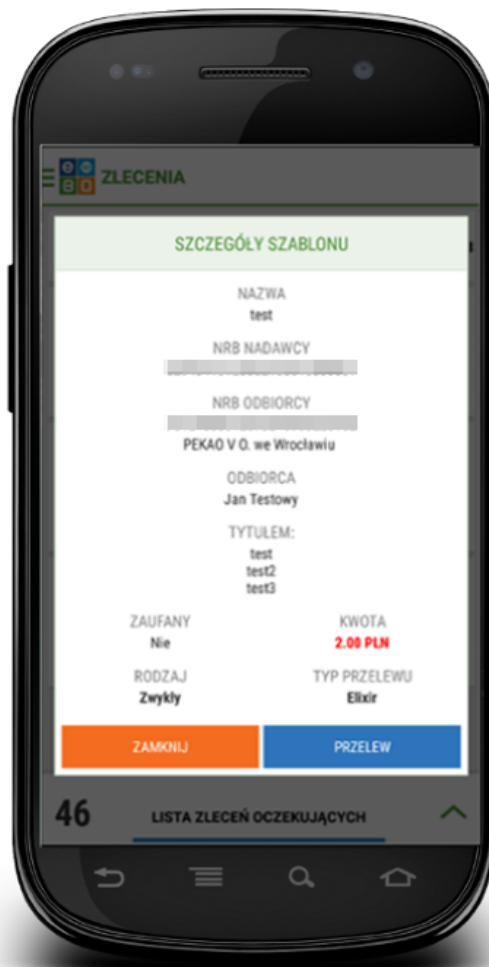 ZLECENIA
SZCZEGÓŁY SZABLONU
NAZWA
test
NRB NADAWCY
NRB ODBIORCY
PEKAO V O. we Wrocławiu
ODBIORCA
Jan Testowy
TYTUŁEM:
test
test2
test3
ZAUFANY
KWOTA
Nie
2.00 PLN
RODZAJ
TYP PRZELEWU
Zwykły
Elixir
ZAMKNIJ
PRZELEW
46
LISTA ZLECEŃ OCZEKUJĄCYCH